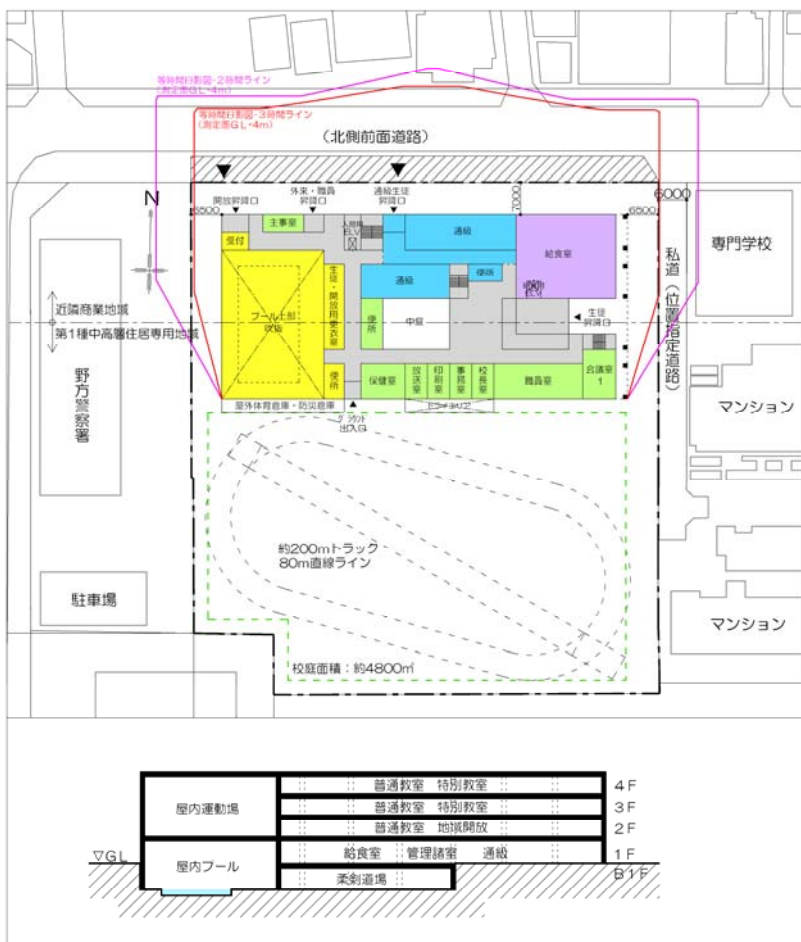 等時間日影図-2時間ライン
(測定面GL+4m)
等時間日影図-3時間ライン
(測定面GL+4m)
(北側前面道路)
N
6500
開放昇降口
外来・職員
昇降口
通級生徒
昇降口
7000
6000
6500
主事室
受付
ELV
通級
給食室
専門学校
生徒・開放用更衣室
プール上部
吹抜
通級
便所
ELV
私道(位置指定道路)
近隣商業地域
第1種中高層住居専用地域
便所
中庭
生徒
昇降口
野方警察署
便所
保健室
放送室
印刷室
事務室
校長室
職員室
会議室
1
屋外体育倉庫・防災倉庫
グラウンド
出入口
マンション
約200mトラック
80m直線ライン
駐車場
マンション
校庭面積:約4800㎡
普通教室 特別教室
4F
屋内運動場
普通教室 特別教室
3F
普通教室 地域開放
2F
▽GL
屋内プール
給食室 管理諸室 通級
1F
柔剣道場
B1F